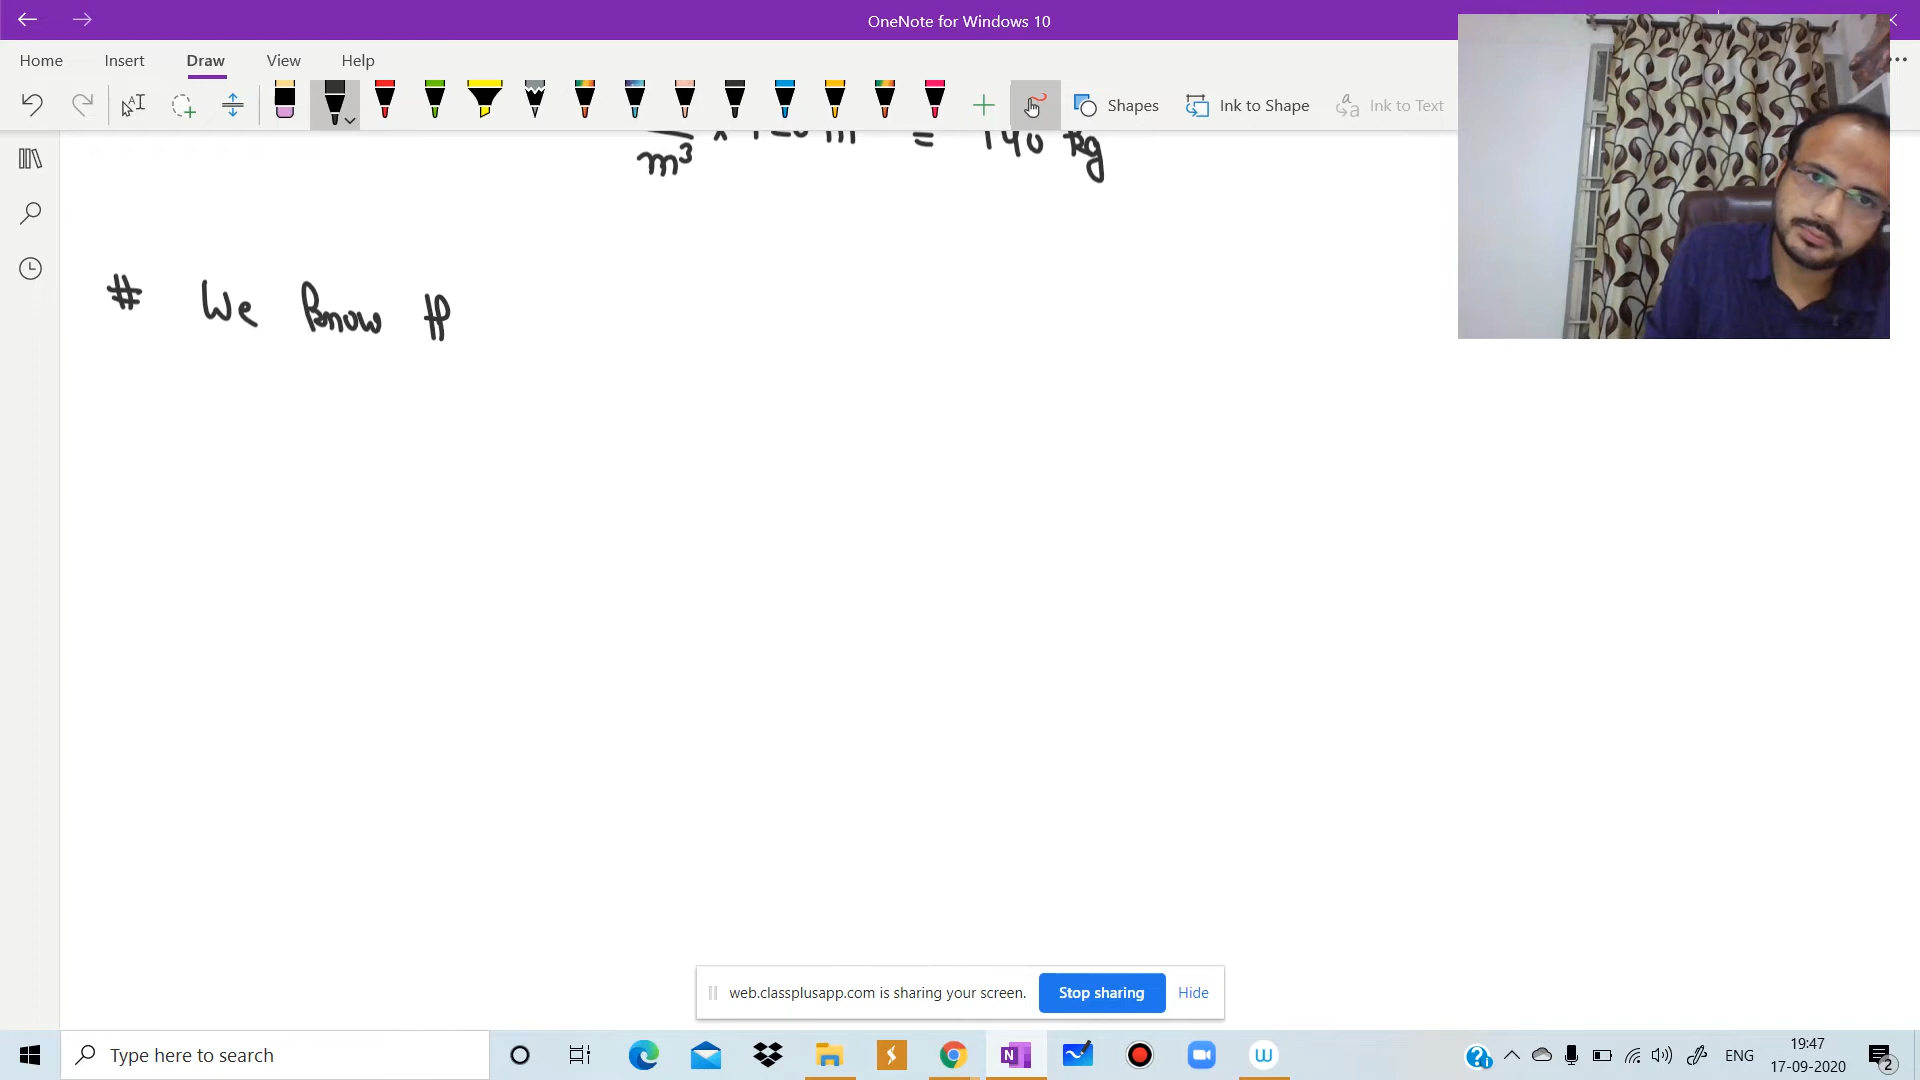 OneNote for Windows 10
Home Insert Draw View Help
Shapes Ink to Shape Ink to Text
m³ = 140 kg
# We know
web.classplusapp.com is sharing your screen. Stop sharing Hide
Type here to search
ENG
19:47
17-09-2020
2